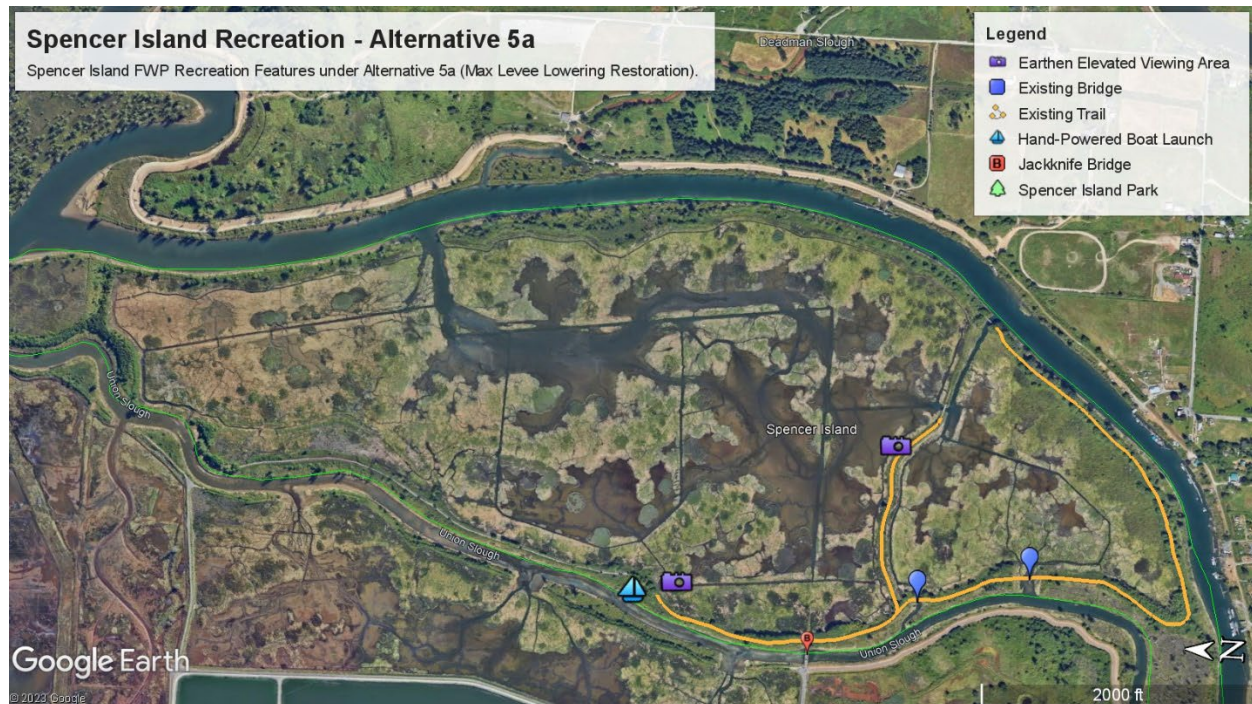 Spencer Island Recreation - Alternative 5a
Spencer Island FWP Recreation Features under Alternative 5a (Max Levee Lowering Restoration).
Legend
Earthen Elevated Viewing Area
Existing Bridge
Existing Trail
Hand-Powered Boat Launch
B Jackknife Bridge
Spencer Island Park
Deadman Slough
Union Slough
Spencer Island
Union Slough
B
Union Slough
N
Google Earth
© 2023 Google
2000 ft